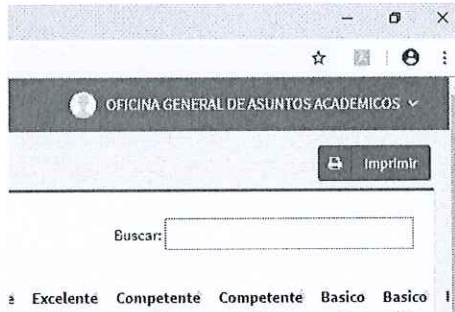 OFICINA GENERAL DE ASUNTOS ACADEMICOS
Imprimir
Buscar:
e Excelente Competente Competente Basico Basico